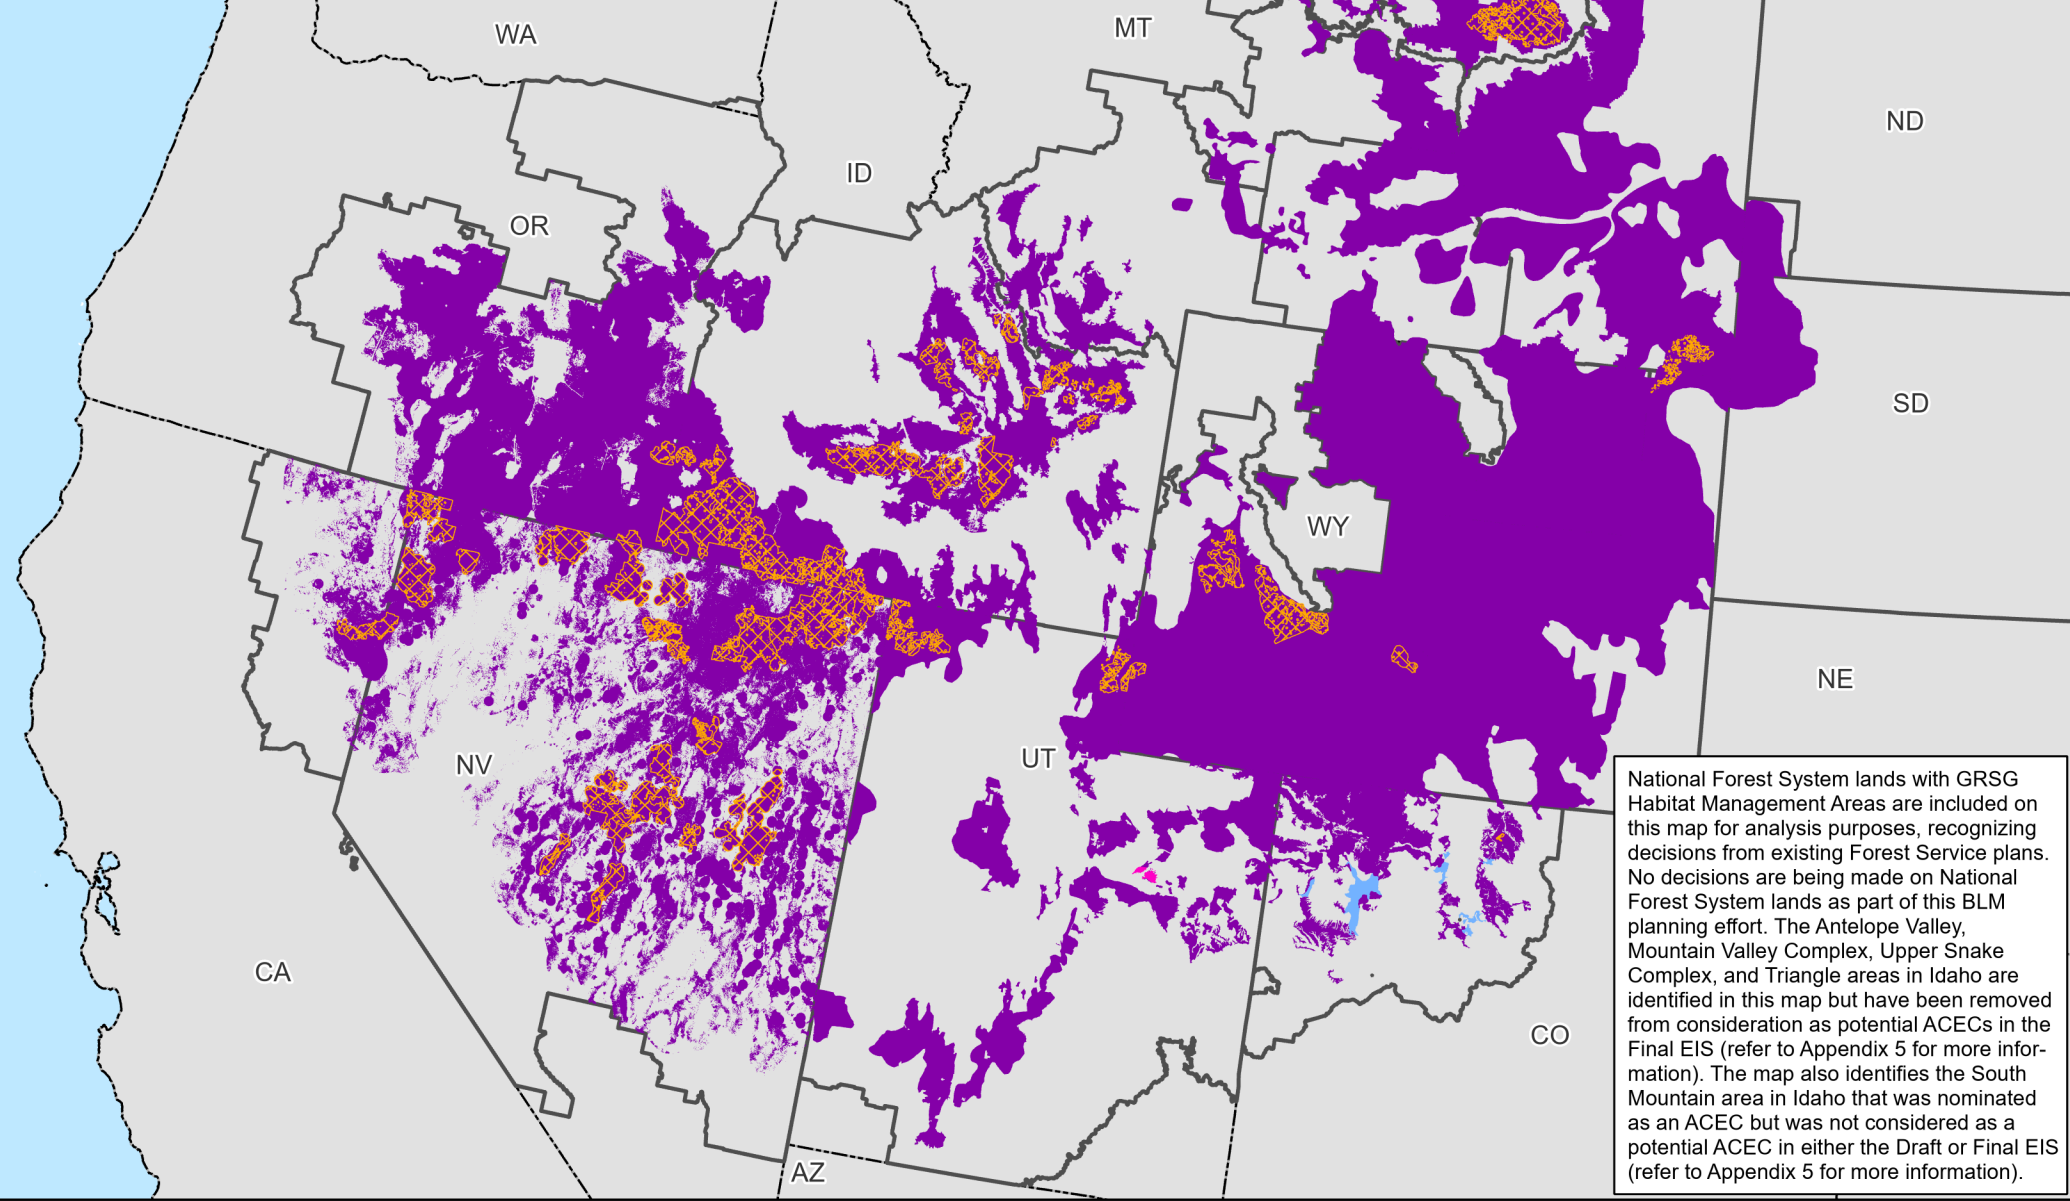 WA
MT
ND
ID
OR
SD
WY
NE
UT
NV
CA
CO
AZ
National Forest System lands with GRSG
Habitat Management Areas are included on
this map for analysis purposes, recognizing
decisions from existing Forest Service plans.
No decisions are being made on National
Forest System lands as part of this BLM
planning effort. The Antelope Valley,
Mountain Valley Complex, Upper Snake
Complex, and Triangle areas in Idaho are
identified in this map but have been removed
from consideration as potential ACECs in the
Final EIS (refer to Appendix 5 for more infor-
mation). The map also identifies the South
Mountain area in Idaho that was nominated
as an ACEC but was not considered as a
potential ACEC in either the Draft or Final EIS
(refer to Appendix 5 for more information).